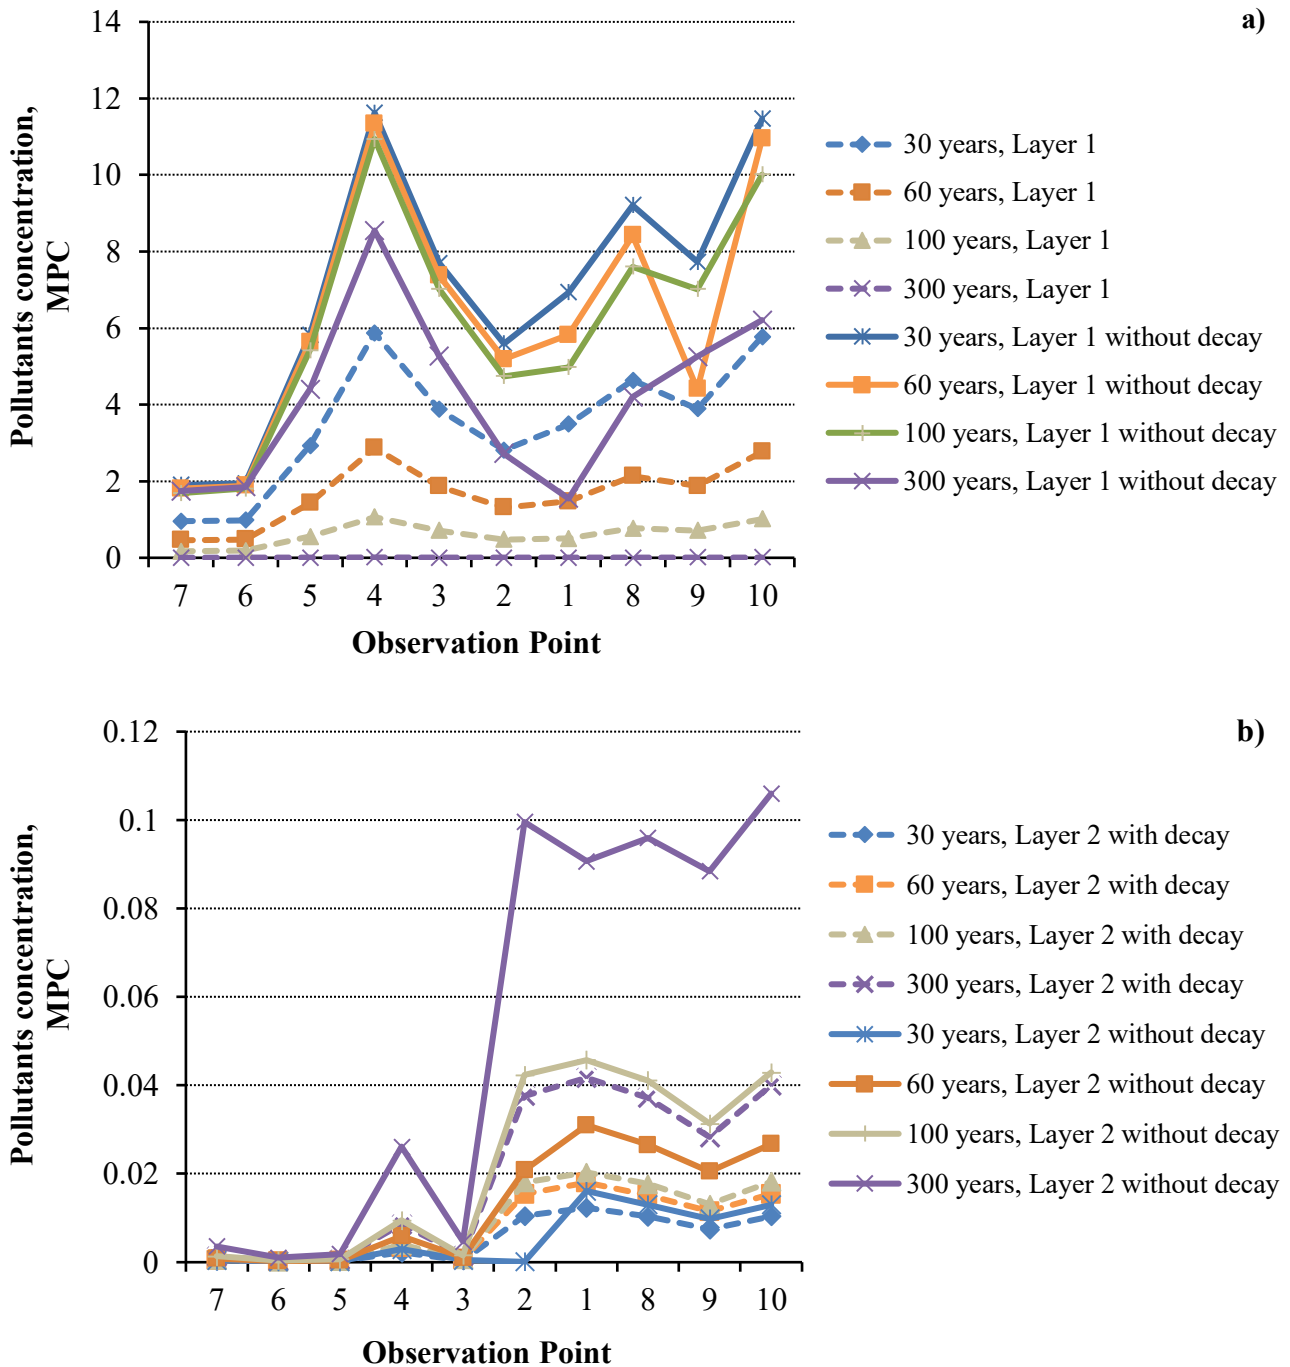 a)
14
12
10
8
6
4
2
0
Pollutants concentration,
MPC
7 6 5 4 3 2 1 8 9 10
Observation Point
30 years, Layer 1
60 years, Layer 1
100 years, Layer 1
300 years, Layer 1
30 years, Layer 1 without decay
60 years, Layer 1 without decay
100 years, Layer 1 without decay
300 years, Layer 1 without decay
b)
0.12
0.1
0.08
0.06
0.04
0.02
0
Pollutants concentration,
MPC
7 6 5 4 3 2 1 8 9 10
Observation Point
30 years, Layer 2 with decay
60 years, Layer 2 with decay
100 years, Layer 2 with decay
300 years, Layer 2 with decay
30 years, Layer 2 without decay
60 years, Layer 2 without decay
100 years, Layer 2 without decay
300 years, Layer 2 without decay